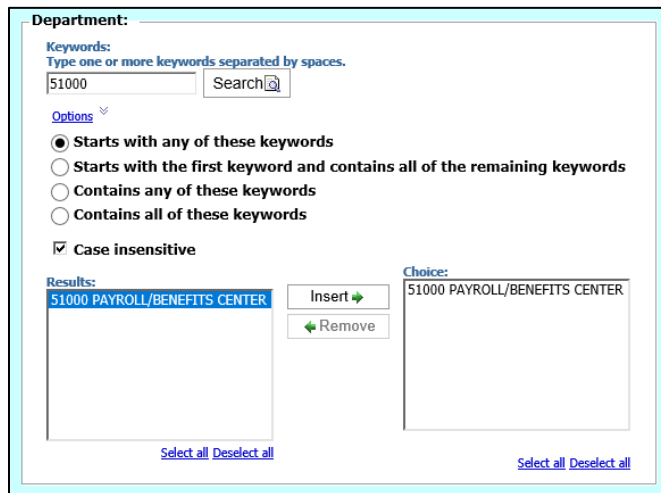 Department:
Keywords:
Type one or more keywords separated by spaces.
51000 Search
Options
Starts with any of these keywords
Starts with the first keyword and contains all of the remaining keywords
Contains any of these keywords
Contains all of these keywords
Case insensitive
Results:
51000 PAYROLL/BENEFITS CENTER
Select all Deselect all
Insert
Remove
Choice:
51000 PAYROLL/BENEFITS CENTER
Select all Deselect all